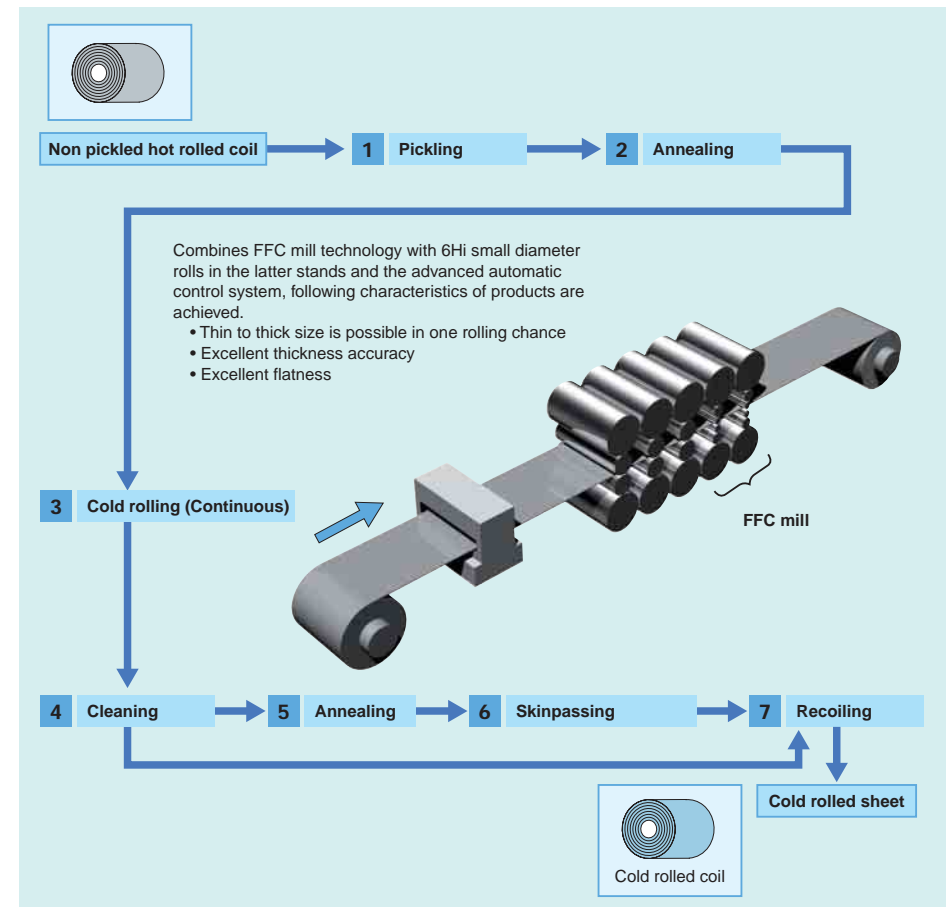 Non pickled hot rolled coil
1 Pickling
2 Annealing
Combines FFC mill technology with 6Hi small diameter
rolls in the latter stands and the advanced automatic
control system, following characteristics of products are
achieved.
• Thin to thick size is possible in one rolling chance
• Excellent thickness accuracy
• Excellent flatness
3 Cold rolling (Continuous)
FFC mill
4 Cleaning
5 Annealing
6 Skinpassing
7 Recoiling
Cold rolled sheet
Cold rolled coil